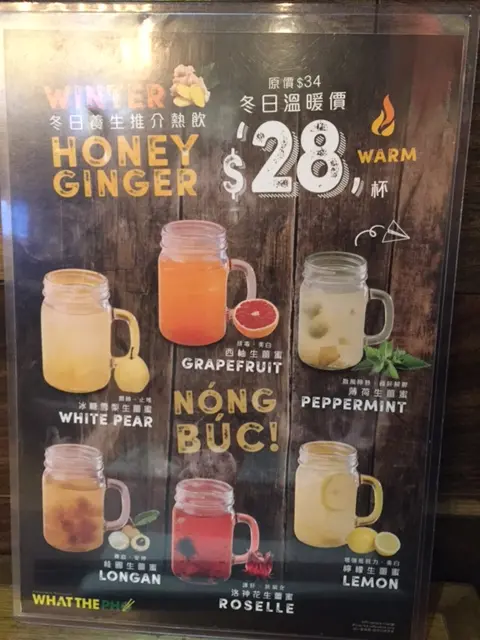 WINTER
冬日養生推介熱飲
HONEY
GINGER
原價 $34
冬日溫暖價
$28
杯
WARM
西柚生薑蜜
GRAPEFRUIT
冰糖雪梨生薑蜜
WHITE PEAR
薄荷生薑蜜
PEPPERMINT
NÓNG
BÚC!
桂圓生薑蜜
LONGAN
洛神花生薑蜜
ROSELLE
檸檬生薑蜜
LEMON
WHAT THE PHO